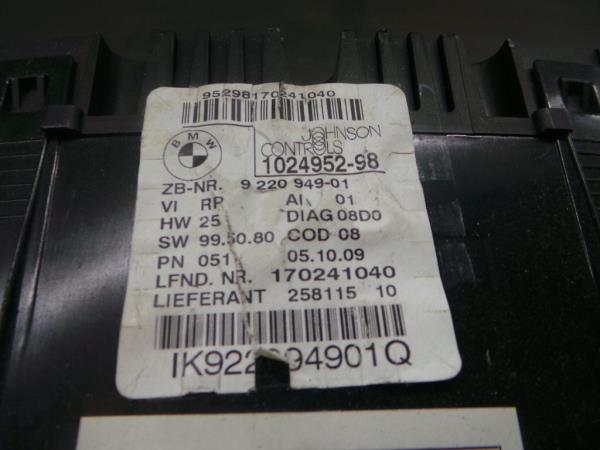 95298170241040
BMW
JOHNSON
CONTROLS
1024952-98
ZB-NR. 9 220 949-01
VI RP AI 01
HW 25 DIAG 08D0
SW 99.50.80 COD 08
PN 051 05.10.09
LFND. NR. 170241040
LIEFERANT 258115 10